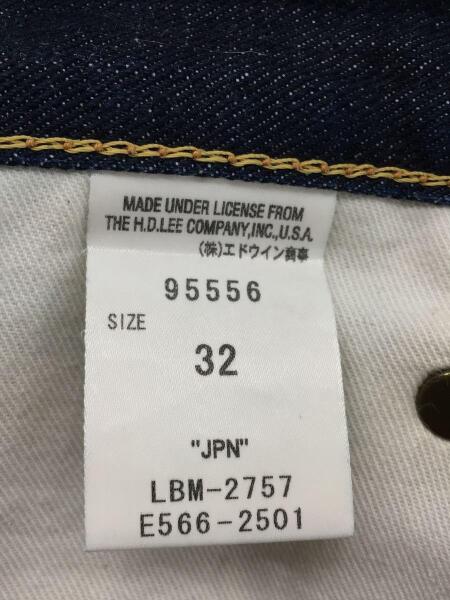 MADE UNDER LICENSE FROM
THE H.D.LEE COMPANY,INC.,U.S.A.
(株)エドウイン商事
95556
SIZE
32
"JPN"
LBM-2757
E566-2501